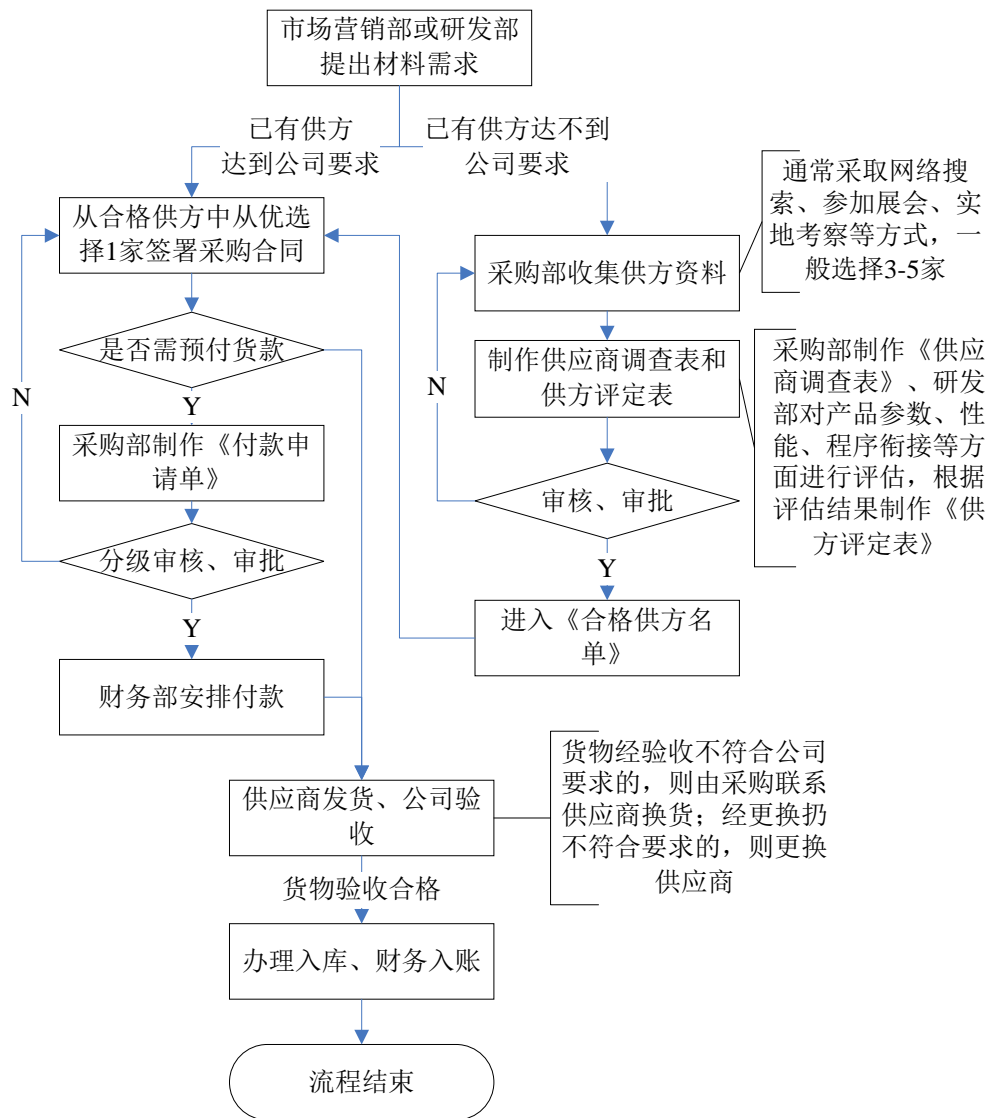 市场营销部或研发部
提出材料需求
已有供方
达到公司要求
已有供方达不到
公司要求
从合格供方中从优选
择1家签署采购合同
通常采取网络搜
索、参加展会、实
地考察等方式，一
般选择3-5家
采购部收集供方资料
是否需预付货款
制作供应商调查表和
供方评定表
采购部制作《供应
商调查表》、研发
部对产品参数、性
能、程序衔接等方
面进行评估，根据
评估结果制作《供
方评定表》
N
N
Y
采购部制作《付款申
请单》
审核、审批
分级审核、审批
Y
Y
进入《合格供方名
单》
财务部安排付款
供应商发货、公司验
收
货物经验收不符合公司
要求的，则由采购联系
供应商换货；经更换扔
不符合要求的，则更换
供应商
货物验收合格
办理入库、财务入账
流程结束